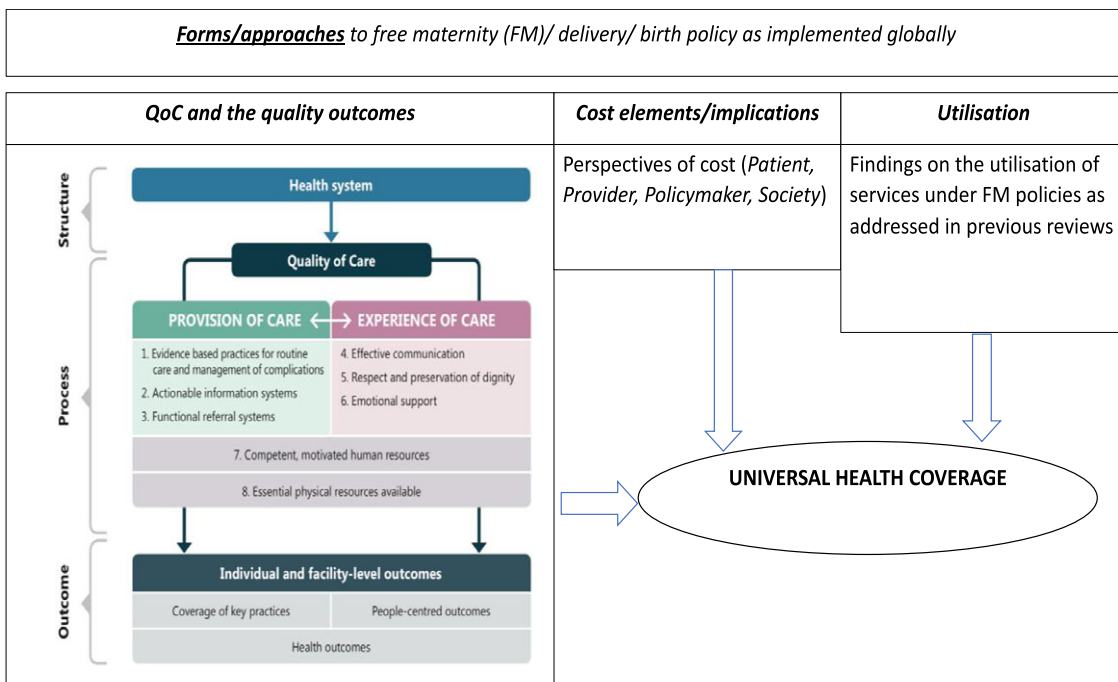 Forms/approaches to free maternity (FM)/ delivery/ birth policy as implemented globally
QoC and the quality outcomes
Cost elements/implications
Utilisation
Structure
Health system
Quality of Care
Process
PROVISION OF CARE
EXPERIENCE OF CARE
1. Evidence based practices for routine
care and management of complications
2. Actionable information systems
3. Functional referral systems
4. Effective communication
5. Respect and preservation of dignity
6. Emotional support
7. Competent, motivated human resources
8. Essential physical resources available
Outcome
Individual and facility-level outcomes
Coverage of key practices
People-centred outcomes
Health outcomes
Perspectives of cost (Patient,
Provider, Policymaker, Society)
Findings on the utilisation of
services under FM policies as
addressed in previous reviews
UNIVERSAL HEALTH COVERAGE